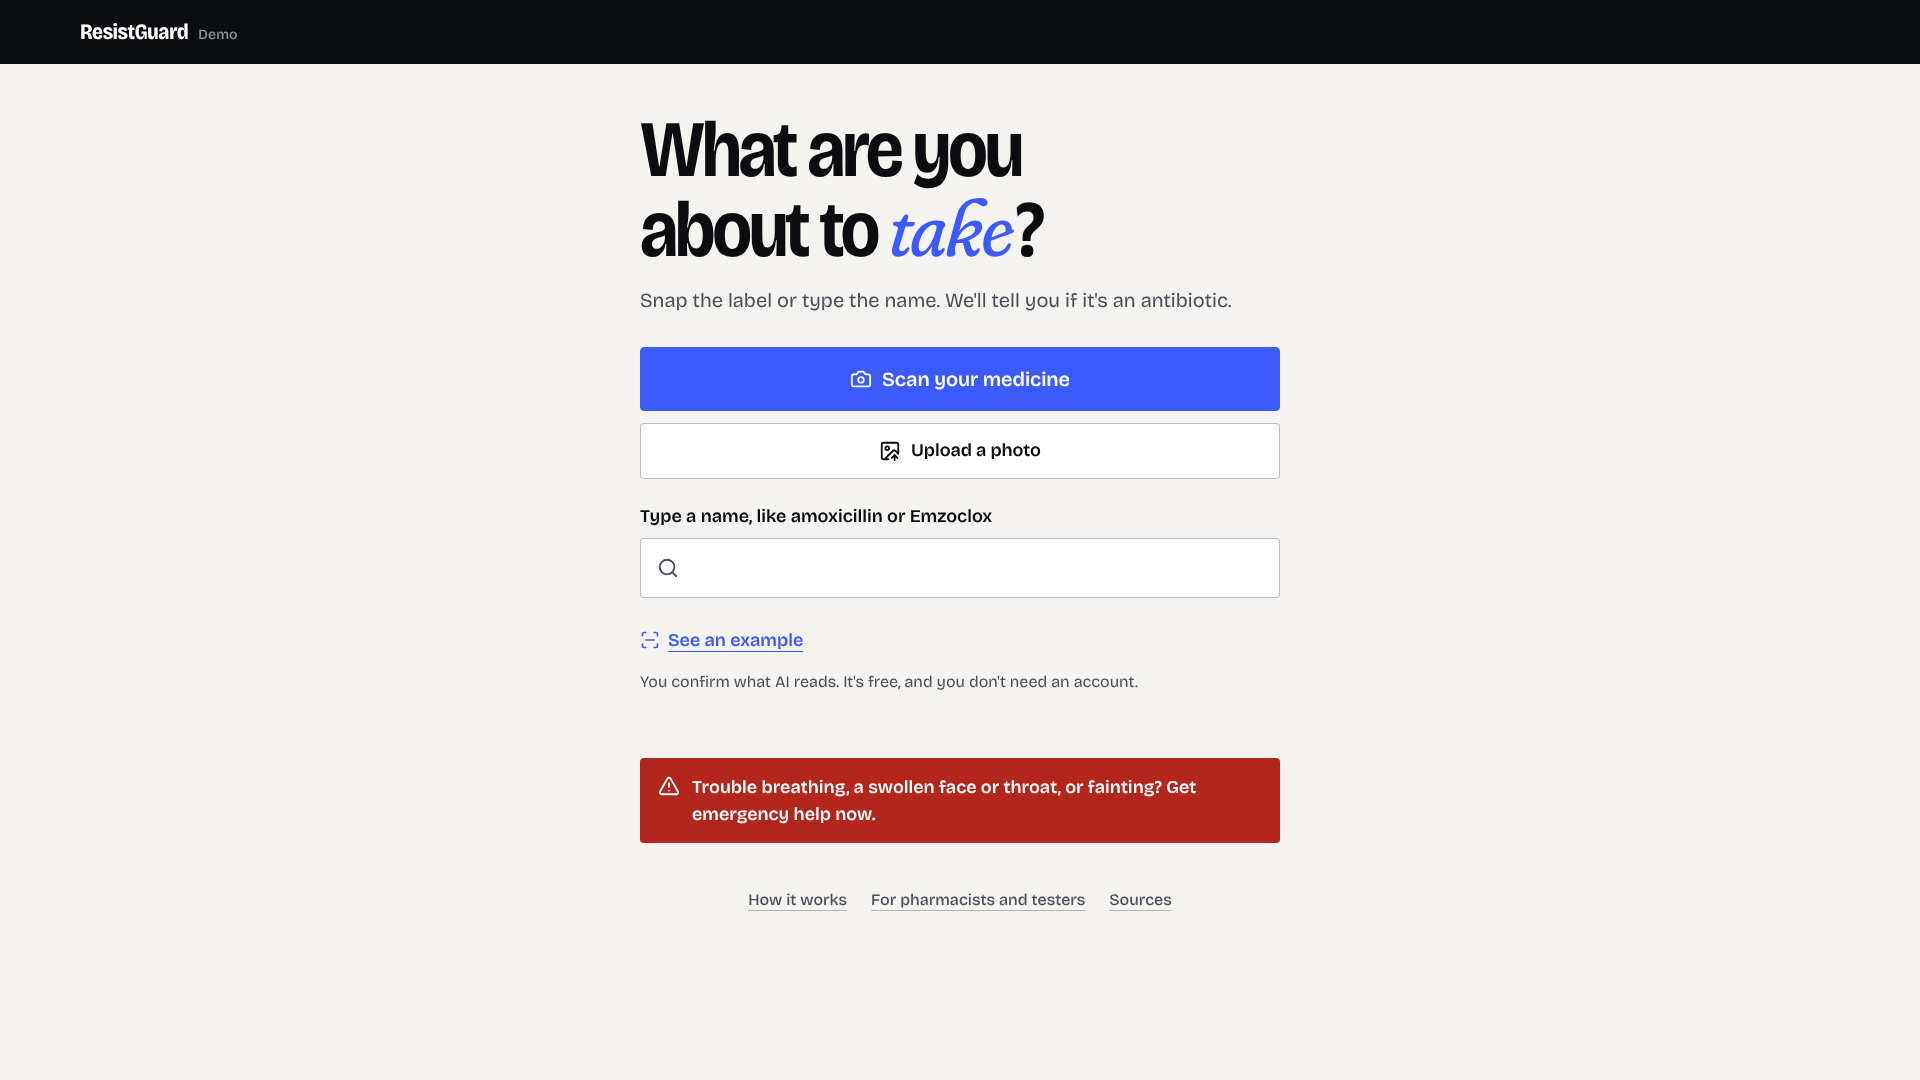 ResistGuard Demo
What are you
about to take?
Snap the label or type the name. We'll tell you if it's an antibiotic.
Scan your medicine
Upload a photo
Type a name, like amoxicillin or Emzoclox
See an example
You confirm what AI reads. It's free, and you don't need an account.
Trouble breathing, a swollen face or throat, or fainting? Get
emergency help now.
How it works For pharmacists and testers Sources